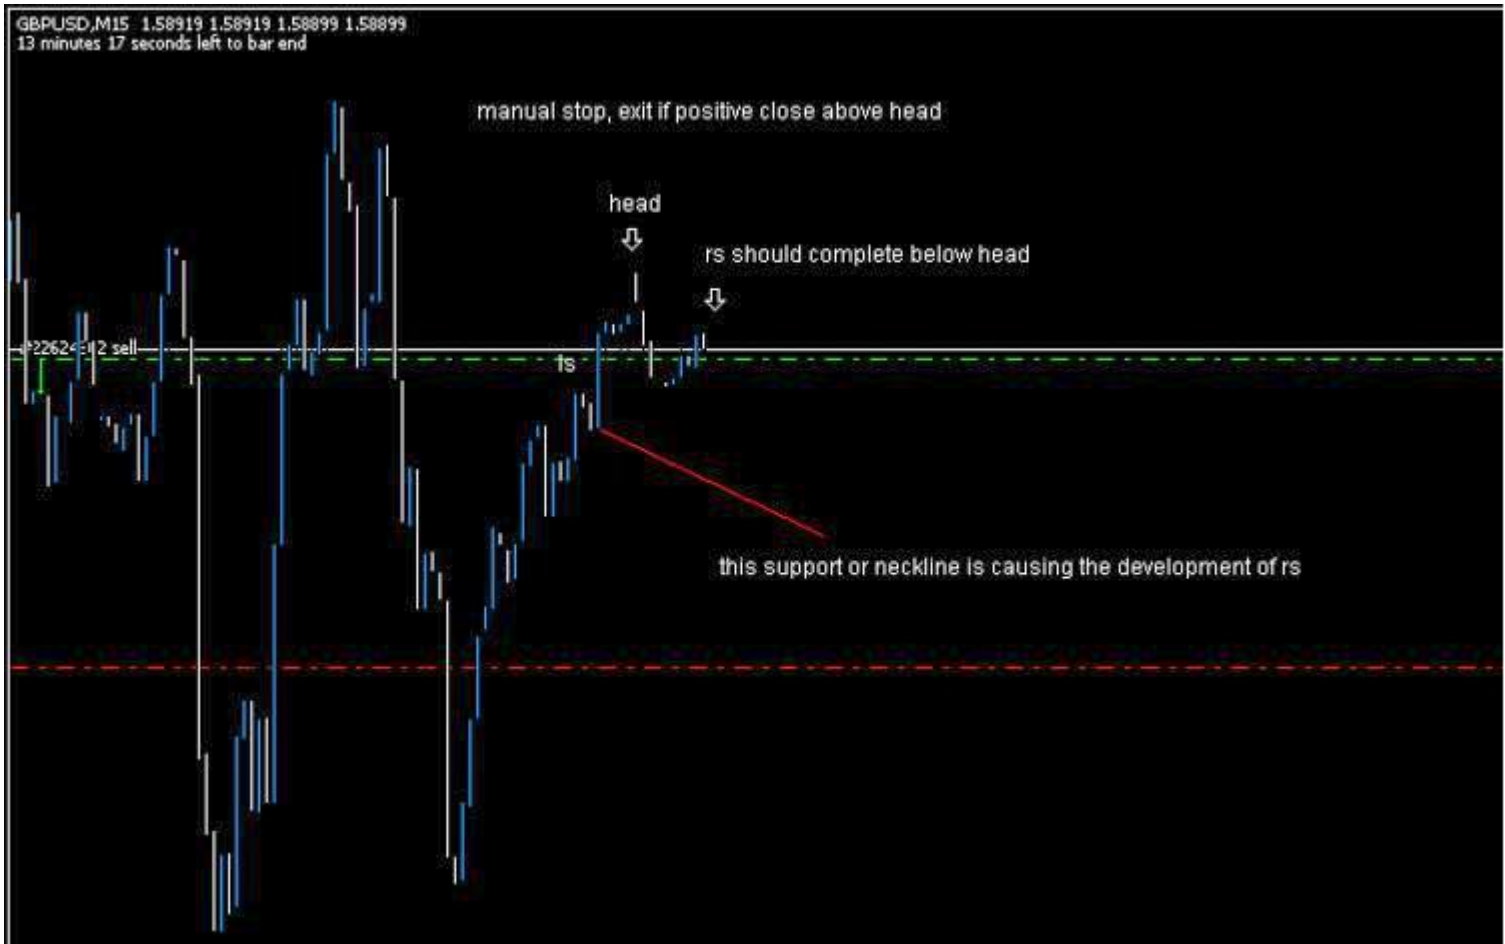 GBPUSD,M15 1.58919 1.58919 1.58899 1.58899
13 minutes 17 seconds left to bar end
manual stop, exit if positive close above head
head
rs should complete below head
sell
ls
this support or neckline is causing the development of rs